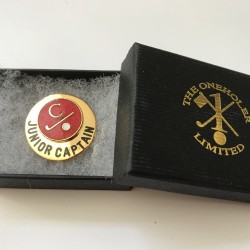 C
JUNIOR CAPTAIN
THE ONEHOLER
LIMITED